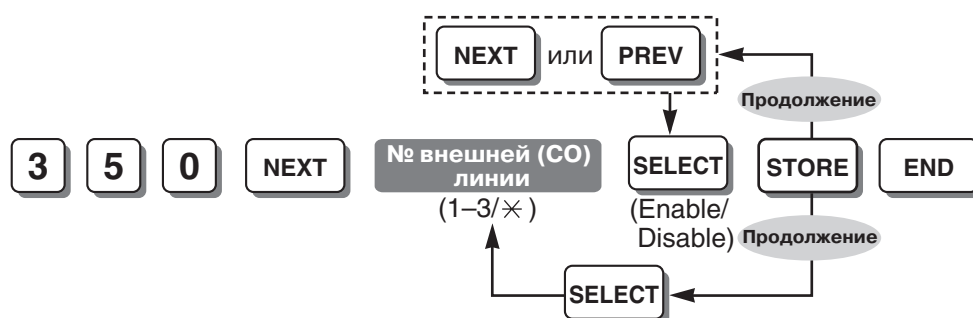 NEXT или PREV
Продолжение
3 5 0 NEXT № внешней (CO) линии SELECT STORE END
(1–3/✳)
(Enable/
Disable)
Продолжение
SELECT